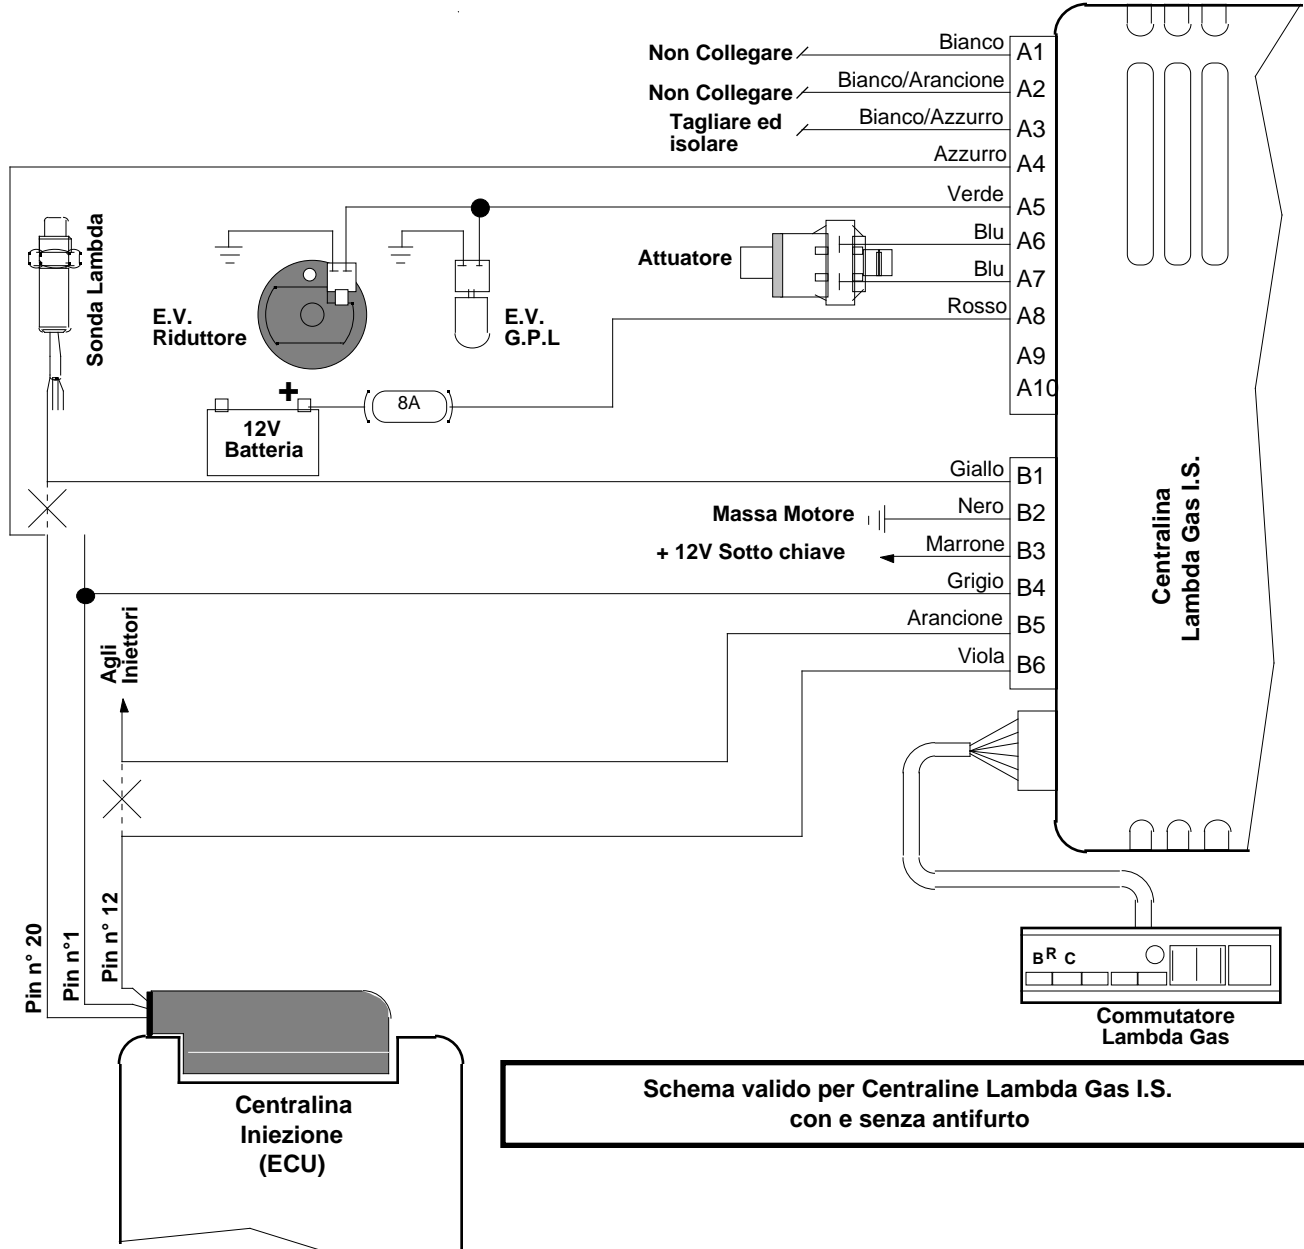 Bianco
A1
Non Collegare
Bianco/Arancione
A2
Non Collegare
Bianco/Azzurro
A3
Tagliare ed
isolare
Azzurro
A4
Verde
A5
Blu
A6
Attuatore
Blu
A7
Rosso
A8
A9
A10
Sonda Lambda
E.V.
Riduttore
E.V.
G.P.L
+
8A
12V
Batteria
Giallo
B1
Nero
B2
Massa Motore
Marrone
B3
+ 12V Sotto chiave
Grigio
B4
Arancione
B5
Viola
B6
Centralina
Lambda Gas I.S.
Agli
Iniettori
Pin n° 20
Pin n°1
Pin n° 12
B R C
Commutatore
Lambda Gas
Centralina
Iniezione
(ECU)
Schema valido per Centraline Lambda Gas I.S.
con e senza antifurto